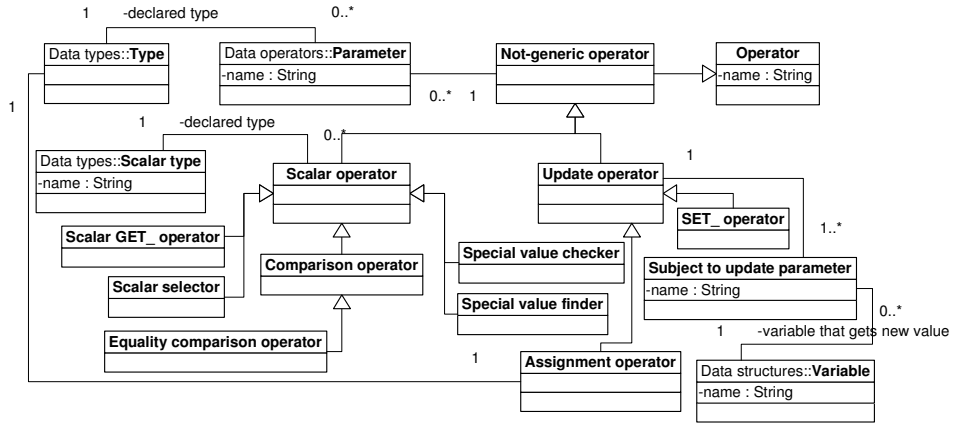 1 -declared type 0..*
Data types::Type
Data operators::Parameter
-name : String
Not-generic operator
Operator
-name : String
1
0..* 1
1 -declared type 0..*
Data types::Scalar type
-name : String
Scalar operator
Update operator
1
Scalar GET_ operator
SET_ operator
1..*
Special value checker
Comparison operator
Subject to update parameter
-name : String
Scalar selector
Special value finder
0..*
1 -variable that gets new value
Equality comparison operator
1
Assignment operator
Data structures::Variable
-name : String